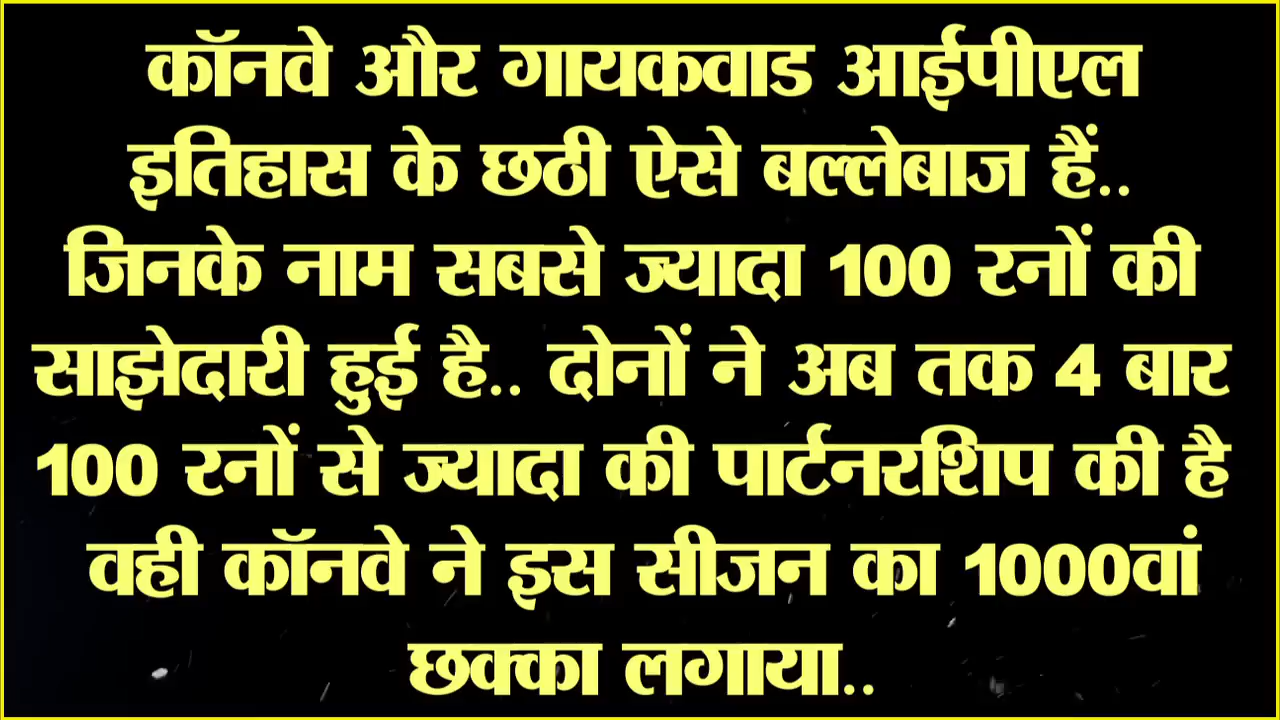 कॉनवे और गायकवाड आईपीएल
इतिहास के छठी ऐसे बल्लेबाज हैं..
जिनके नाम सबसे ज्यादा 100 रनों की
साझेदारी हुई है.. दोनों ने अब तक 4 बार
100 रनों से ज्यादा की पार्टनरशिप की है
वही कॉनवे ने इस सीजन का 1000वां
छक्का लगाया..